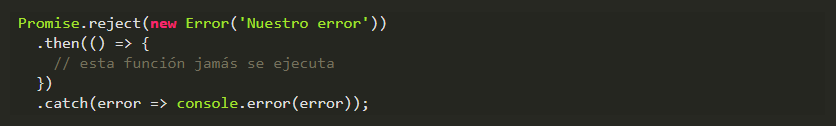 Promise.reject(new Error('Nuestro error'))
  .then(() => {
    // esta función jamás se ejecuta
  })
  .catch(error => console.error(error));